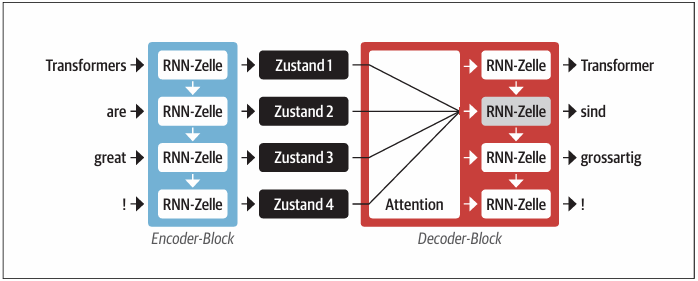 Transformers RNN-Zelle Zustand 1 RNN-Zelle Transformer
are RNN-Zelle Zustand 2 RNN-Zelle sind
great RNN-Zelle Zustand 3 RNN-Zelle grossartig
! RNN-Zelle Zustand 4 Attention RNN-Zelle !
Encoder-Block Decoder-Block